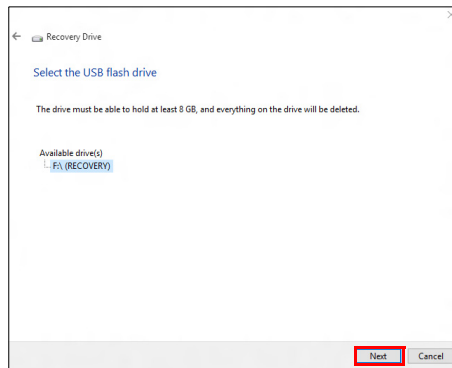 Recovery Drive
Select the USB flash drive
The drive must be able to hold at least 8 GB, and everything on the drive will be deleted.
Available drive(s)
F:\ (RECOVERY)
Next Cancel